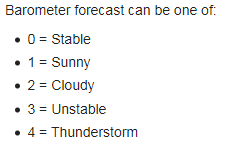 Barometer forecast can be one of:
• 0 = Stable
• 1 = Sunny
• 2 = Cloudy
• 3 = Unstable
• 4 = Thunderstorm